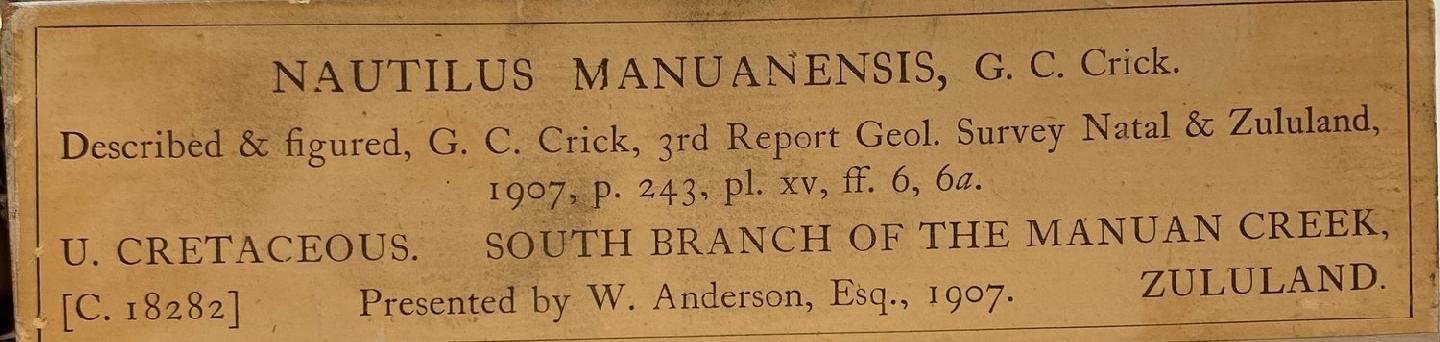 NAUTILUS MANUANENSIS, G. C. Crick.
Described & figured, G. C. Crick, 3rd Report Geol. Survey Natal & Zululand,
1907, p. 243, pl. xv, ff. 6, 6a.
U. CRETACEOUS. SOUTH BRANCH OF THE MANUAN CREEK,
ZULULAND.
[C. 18282] Presented by W. Anderson, Esq., 1907.